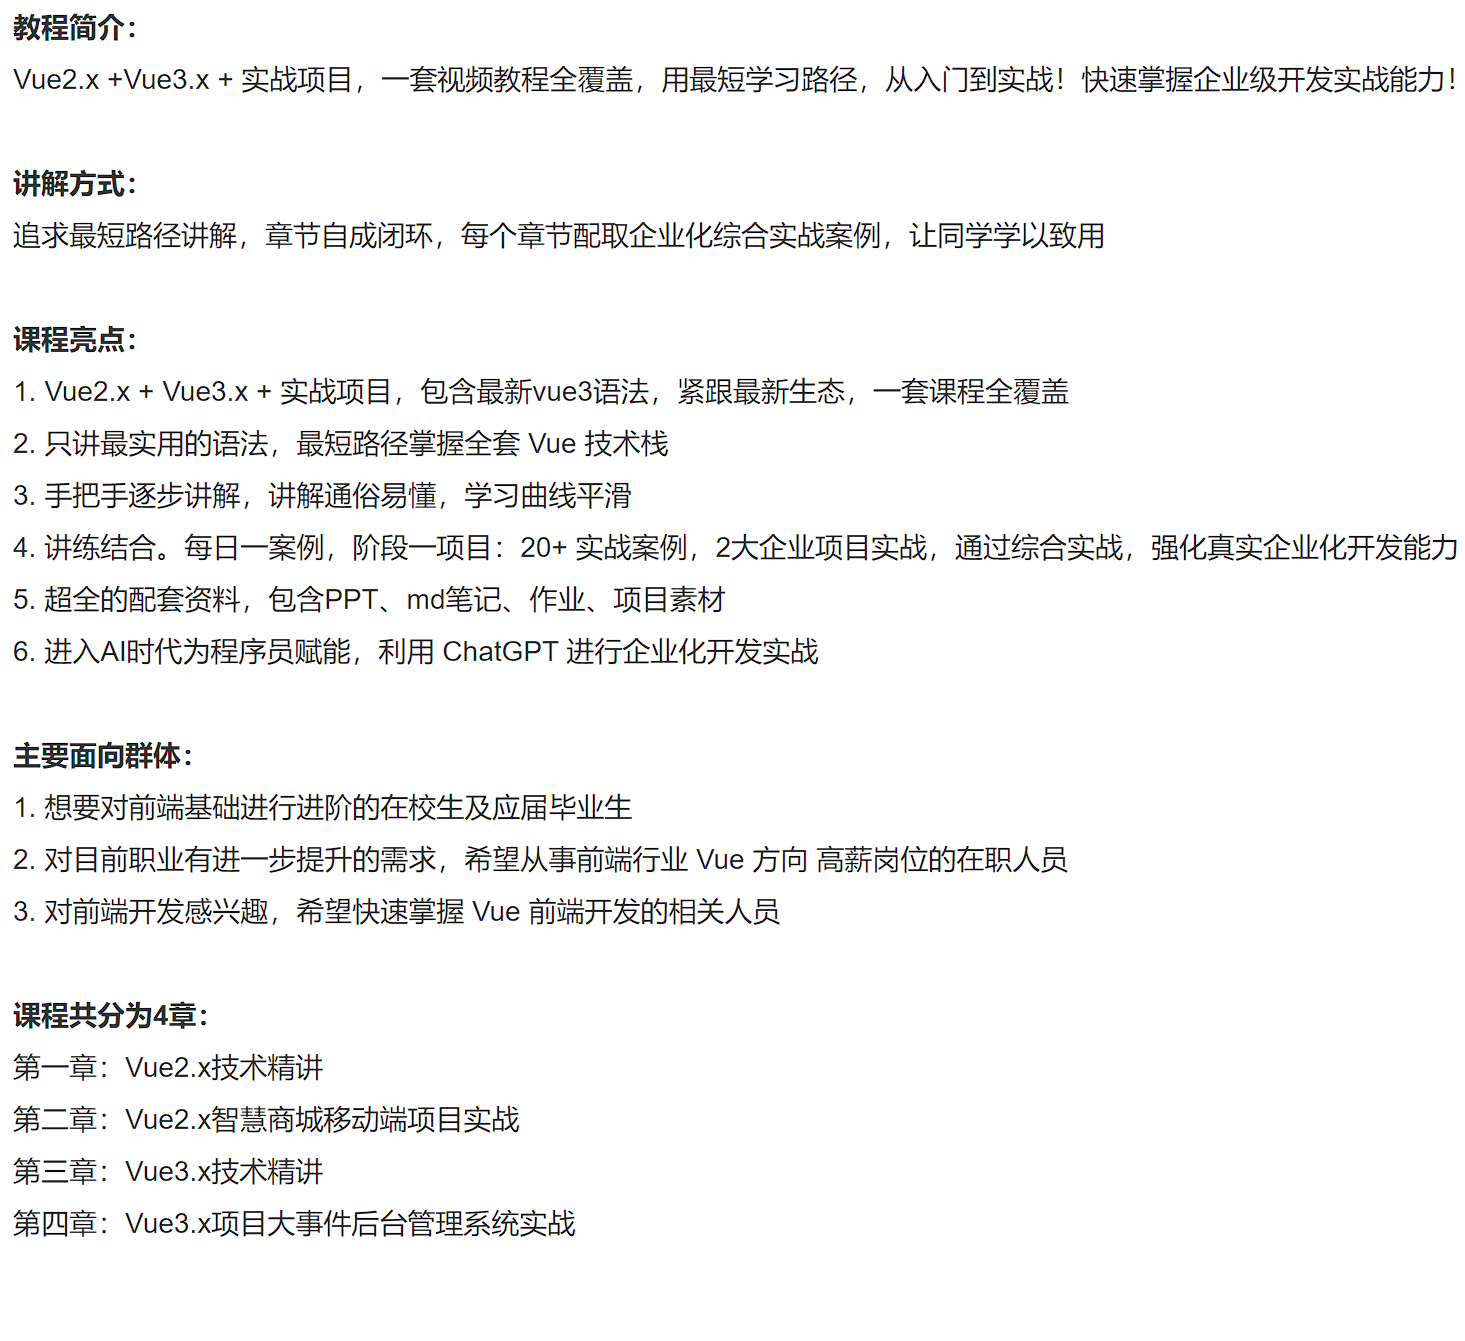 教程简介：
Vue2.x +Vue3.x + 实战项目，一套视频教程全覆盖，用最短学习路径，从入门到实战！快速掌握企业级开发实战能力！
讲解方式：
追求最短路径讲解，章节自成闭环，每个章节配取企业化综合实战案例，让同学学以致用
课程亮点：
1. Vue2.x + Vue3.x + 实战项目，包含最新vue3语法，紧跟最新生态，一套课程全覆盖
2. 只讲最实用的语法，最短路径掌握全套 Vue 技术栈
3. 手把手逐步讲解，讲解通俗易懂，学习曲线平滑
4. 讲练结合。每日一案例，阶段一项目：20+ 实战案例，2大企业项目实战，通过综合实战，强化真实企业化开发能力
5. 超全的配套资料，包含PPT、md笔记、作业、项目素材
6. 进入AI时代为程序员赋能，利用 ChatGPT 进行企业化开发实战
主要面向群体：
1. 想要对前端基础进行进阶的在校生及应届毕业生
2. 对目前职业有进一步提升的需求，希望从事前端行业 Vue 方向 高薪岗位的在职人员
3. 对前端开发感兴趣，希望快速掌握 Vue 前端开发的相关人员
课程共分为4章：
第一章：Vue2.x技术精讲
第二章：Vue2.x智慧商城移动端项目实战
第三章：Vue3.x技术精讲
第四章：Vue3.x项目大事件后台管理系统实战